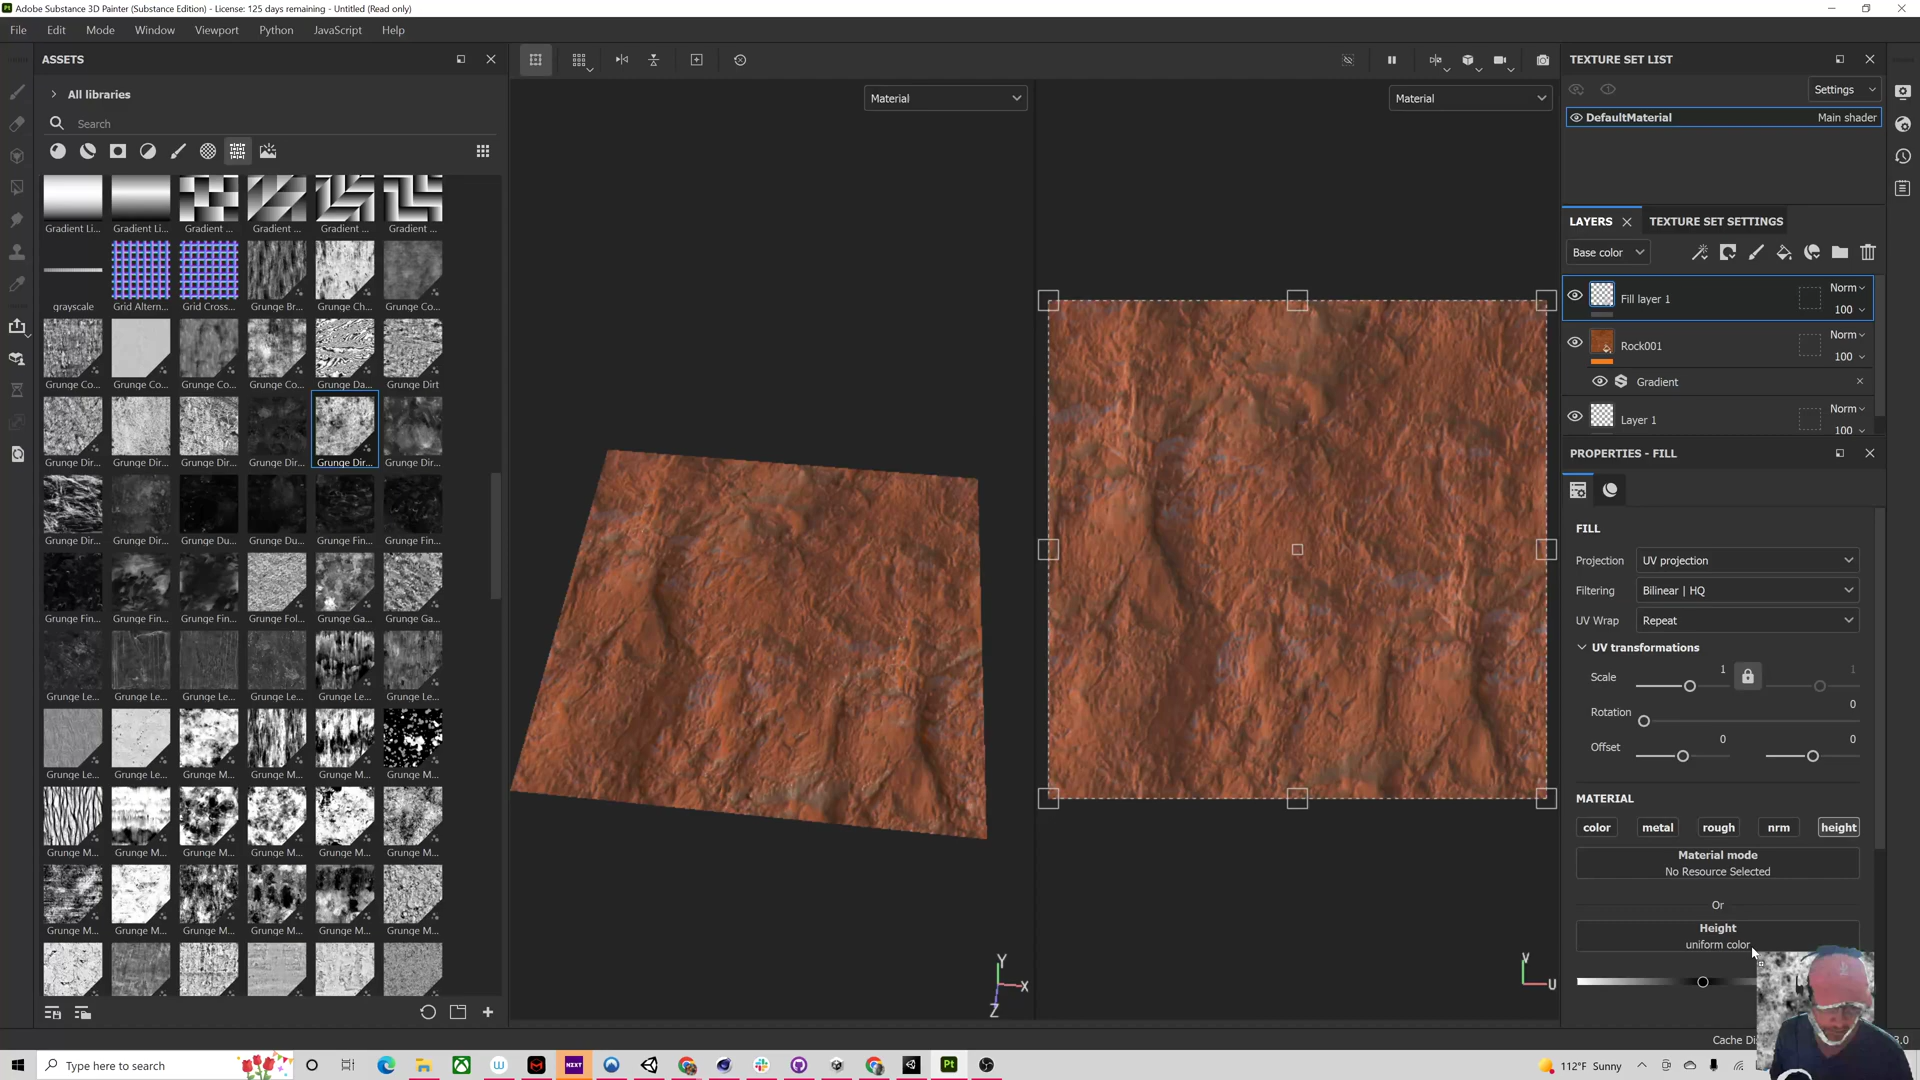 Adobe Substance 3D Painter (Substance Edition) - License: 125 days remaining - Untitled (Read only)
File Edit Mode Window Viewport Python JavaScript Help
ASSETS
All libraries
Search
Gradient Li... Gradient Li... Gradient ... Gradient ... Gradient ... Gradient ...
grayscale Grid Altern... Grid Cross... Grunge Br... Grunge Ch... Grunge Co...
Grunge Co... Grunge Co... Grunge Co... Grunge Co... Grunge Da... Grunge Dirt
Grunge Dir... Grunge Dir... Grunge Dir... Grunge Dir... Grunge Dir... Grunge Dir...
Grunge Dir... Grunge Dir... Grunge Du... Grunge Du... Grunge Fin... Grunge Fin...
Grunge Fin... Grunge Fin... Grunge Fin... Grunge Fol... Grunge Ga... Grunge Ga...
Grunge Le... Grunge Le... Grunge Le... Grunge Le... Grunge Le... Grunge Le...
Grunge Le... Grunge Le... Grunge M... Grunge M... Grunge M... Grunge M...
Grunge M... Grunge M... Grunge M... Grunge M... Grunge M... Grunge M...
Grunge M... Grunge M... Grunge M... Grunge M... Grunge M... Grunge M...
Material
Y
X
Z
Material
V
U
TEXTURE SET LIST
Settings
DefaultMaterial Main shader
LAYERS TEXTURE SET SETTINGS
Base color
Fill layer 1 Norm
100
Rock001 Norm
100
Gradient
Layer 1 Norm
100
PROPERTIES - FILL
FILL
Projection UV projection
Filtering Bilinear | HQ
UV Wrap Repeat
UV transformations
Scale 1 1
Rotation 0
Offset 0 0
MATERIAL
color metal rough nrm height
Material mode
No Resource Selected
Or
Height
uniform color
Cache Di
3.0
Type here to search
NXT
Pt
112°F Sunny